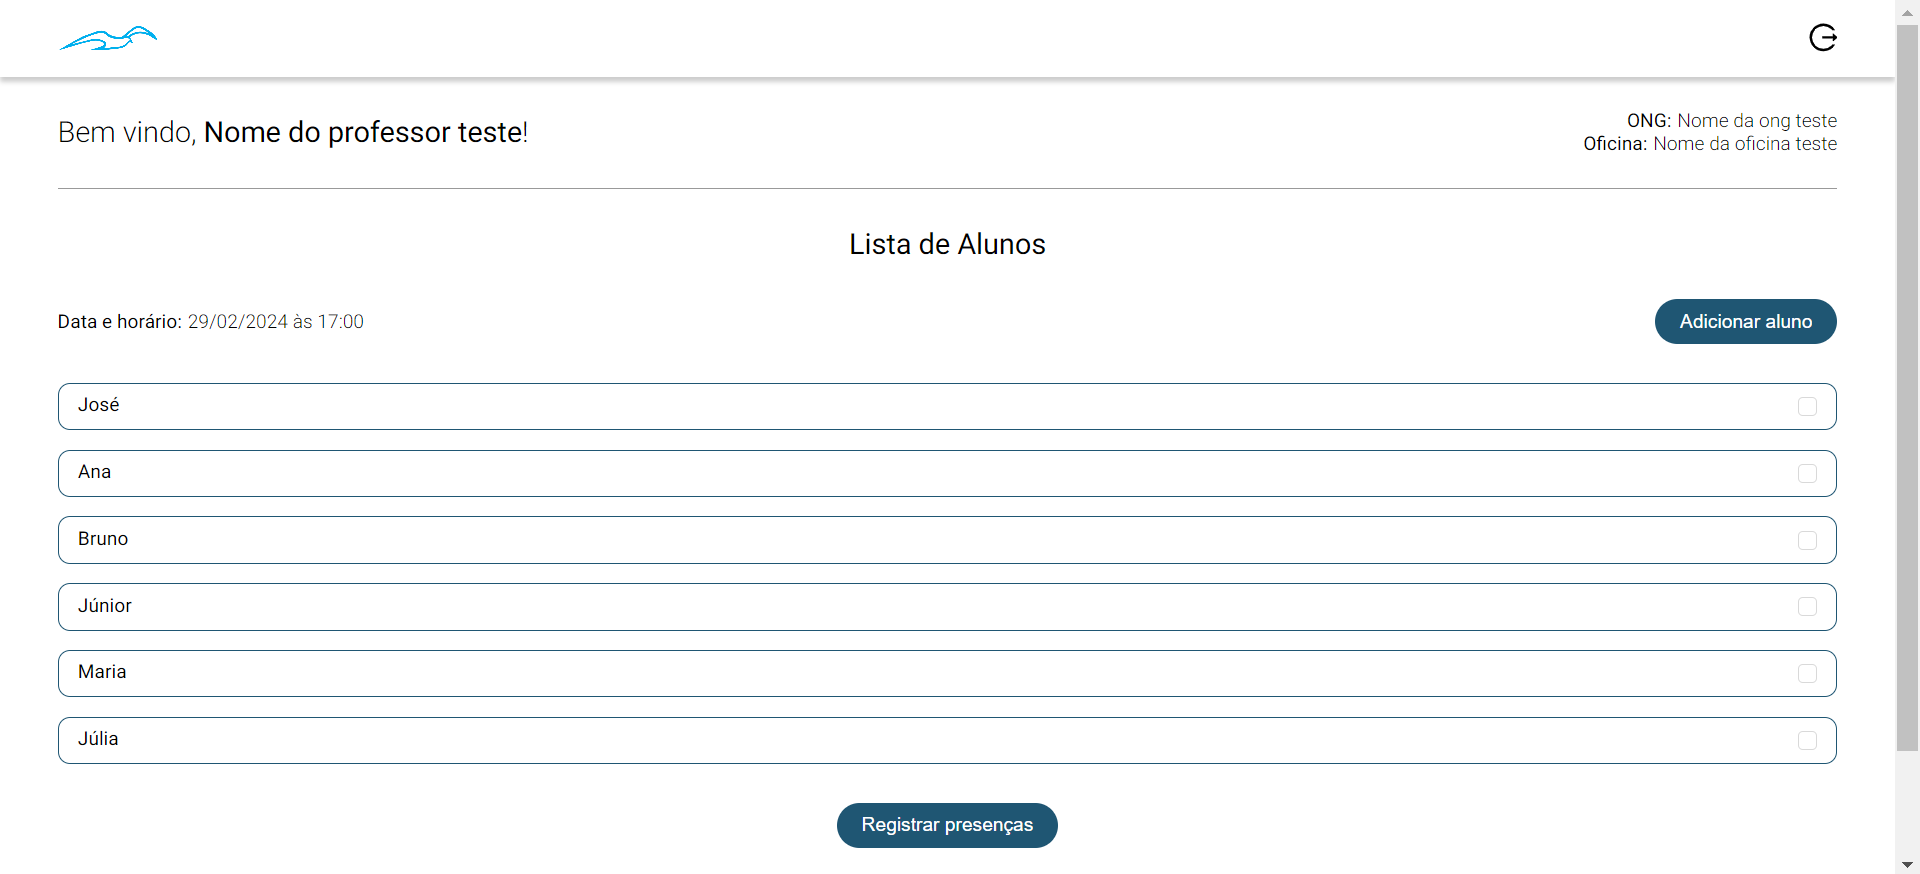 Bem vindo, Nome do professor teste!
ONG: Nome da ong teste
Oficina: Nome da oficina teste
Lista de Alunos
Data e horário: 29/02/2024 às 17:00
Adicionar aluno
José
Ana
Bruno
Júnior
Maria
Júlia
Registrar presenças